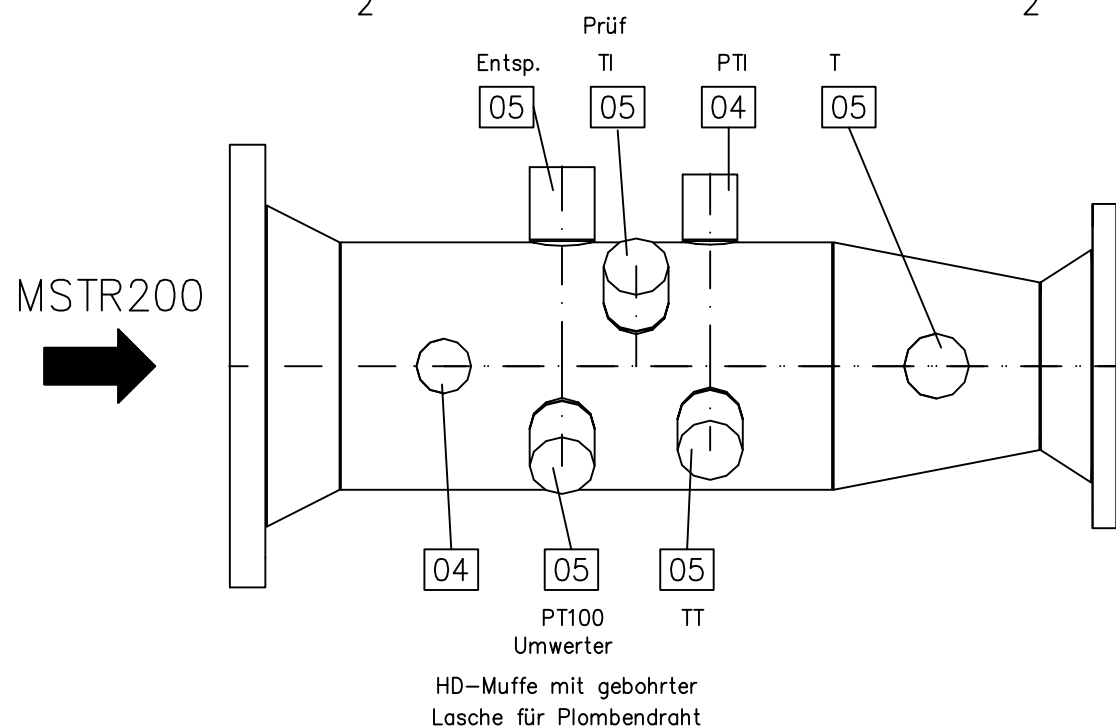 2 2
Prüf
Entsp. TI PTI T
05 05 04 05
MSTR200
04 05 05
PT100 TT
Umwerter
HD-Muffe mit gebohrter
Lasche für Plombendraht